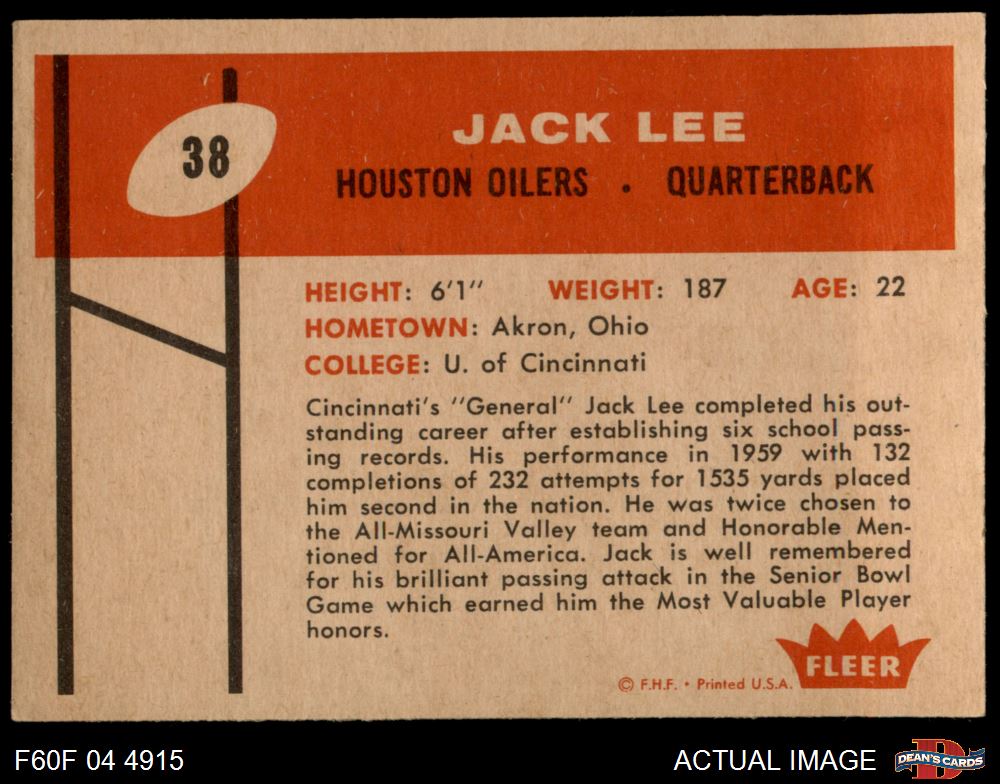 38
JACK LEE
HOUSTON OILERS • QUARTERBACK
HEIGHT: 6'1" WEIGHT: 187 AGE: 22
HOMETOWN: Akron, Ohio
COLLEGE: U. of Cincinnati
Cincinnati's "General" Jack Lee completed his out-
standing career after establishing six school pass-
ing records. His performance in 1959 with 132
completions of 232 attempts for 1535 yards placed
him second in the nation. He was twice chosen to
the All-Missouri Valley team and Honorable Men-
tioned for All-America. Jack is well remembered
for his brilliant passing attack in the Senior Bowl
Game which earned him the Most Valuable Player
honors.
© F.H.F. • Printed U.S.A.
FLEER
F60F 04 4915
ACTUAL IMAGE
D
DEAN'S CARDS